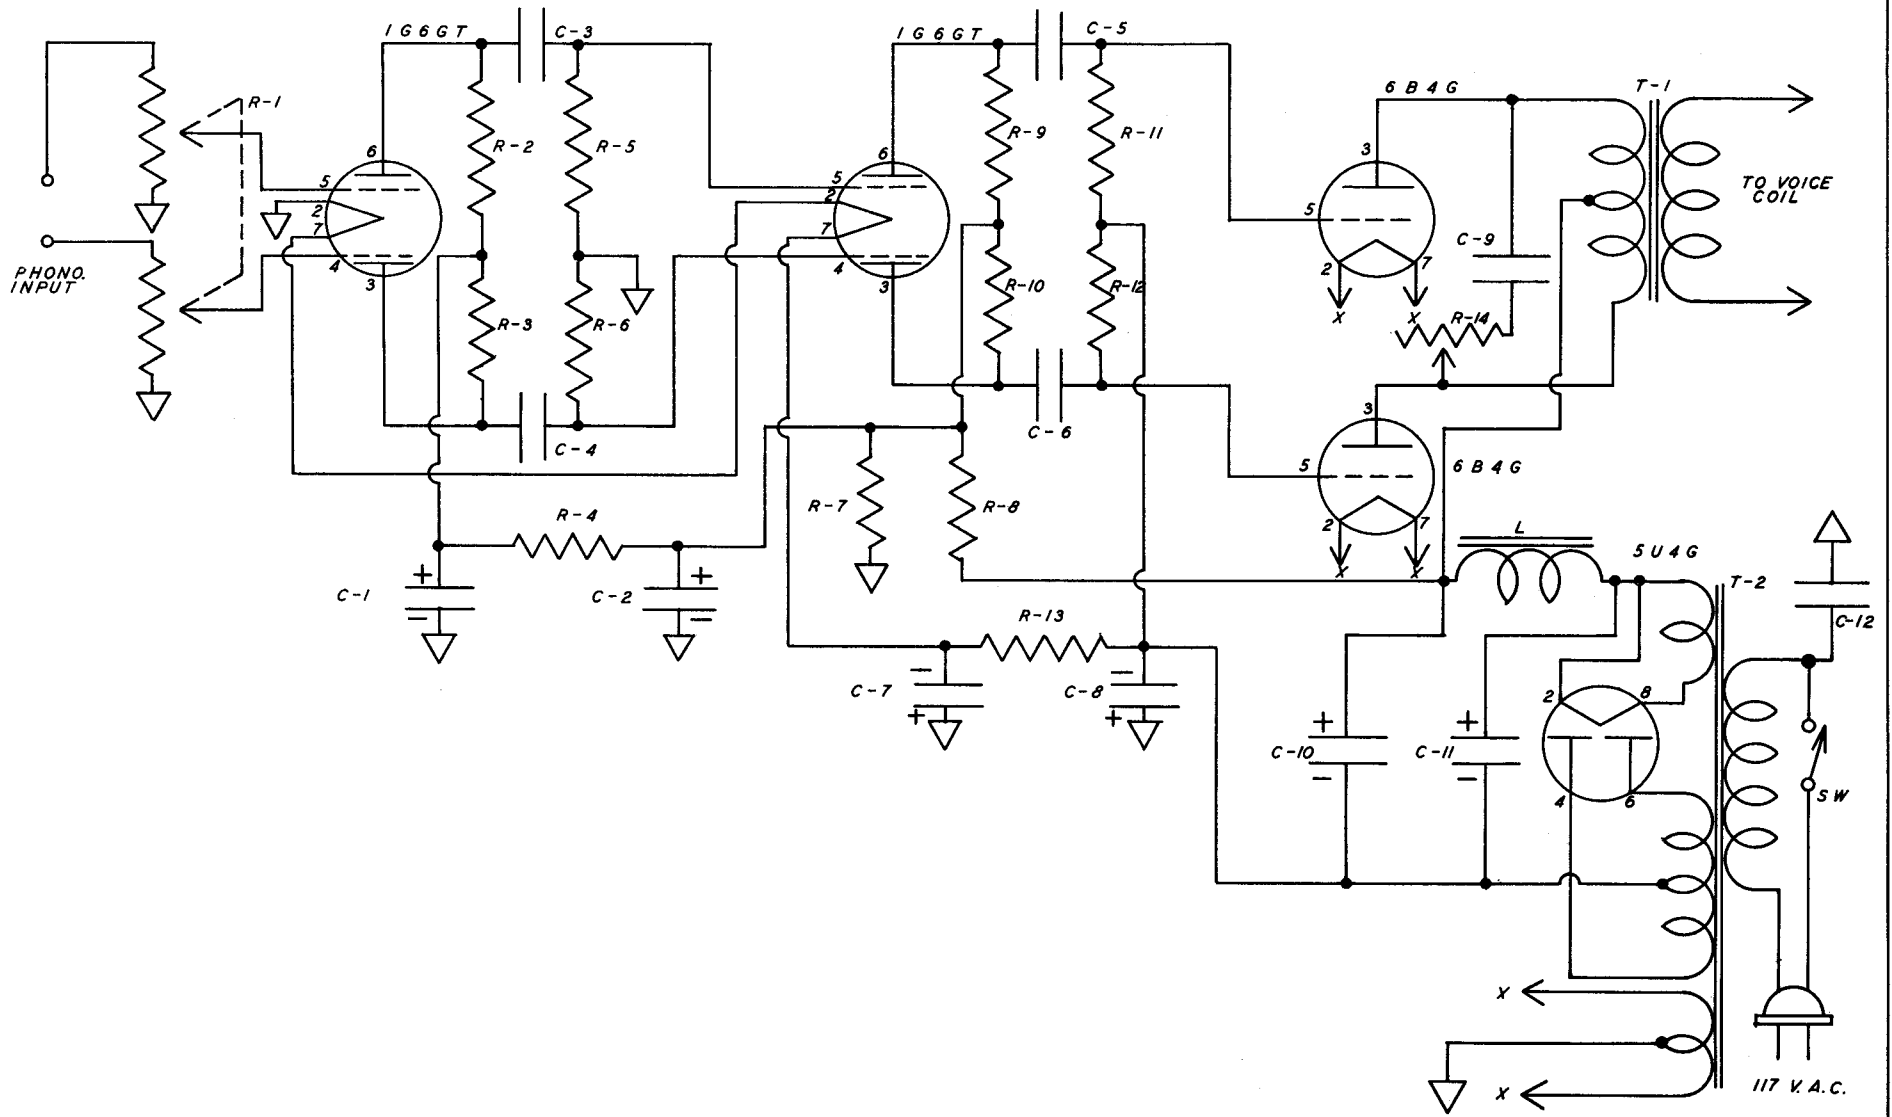 1G6GT
C-3
1G6GT
C-5
6B4G
T-1
R-1
R-2
R-5
R-9
R-11
6
5
2
7
4
3
6
5
2
7
4
3
3
5
2
7
X
X
C-9
R-14
TO VOICE
COIL
PHONO.
INPUT
R-3
R-6
R-10
R-12
C-4
C-6
3
5
2
7
X
X
6B4G
R-4
R-7
R-8
L
5U4G
T-2
C-1
+
-
C-2
+
-
R-13
C-12
C-7
-
+
C-8
-
+
2
8
4
6
C-10
+
-
C-11
+
-
SW
X
X
117 V.A.C.